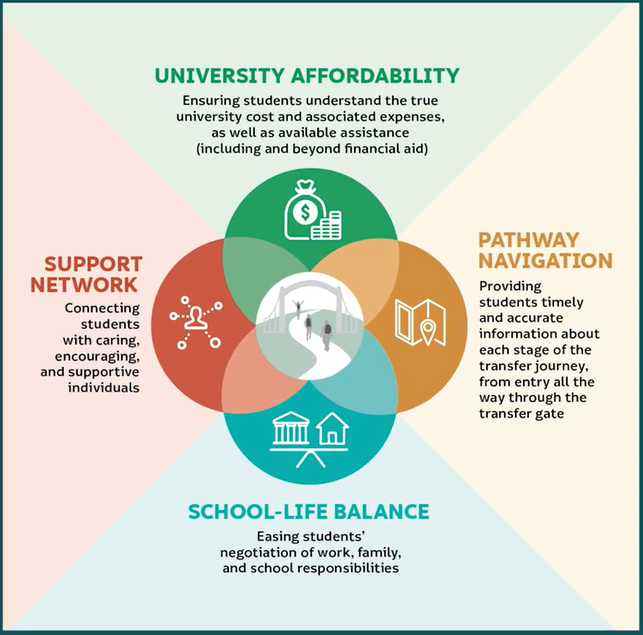 UNIVERSITY AFFORDABILITY
Ensuring students understand the true
university cost and associated expenses,
as well as available assistance
(including and beyond financial aid)
$
SUPPORT
NETWORK
Connecting
students
with caring,
encouraging,
and supportive
individuals
PATHWAY
NAVIGATION
Providing
students timely
and accurate
information about
each stage of the
transfer journey,
from entry all the
way through the
transfer gate
SCHOOL-LIFE BALANCE
Easing students’
negotiation of work, family,
and school responsibilities